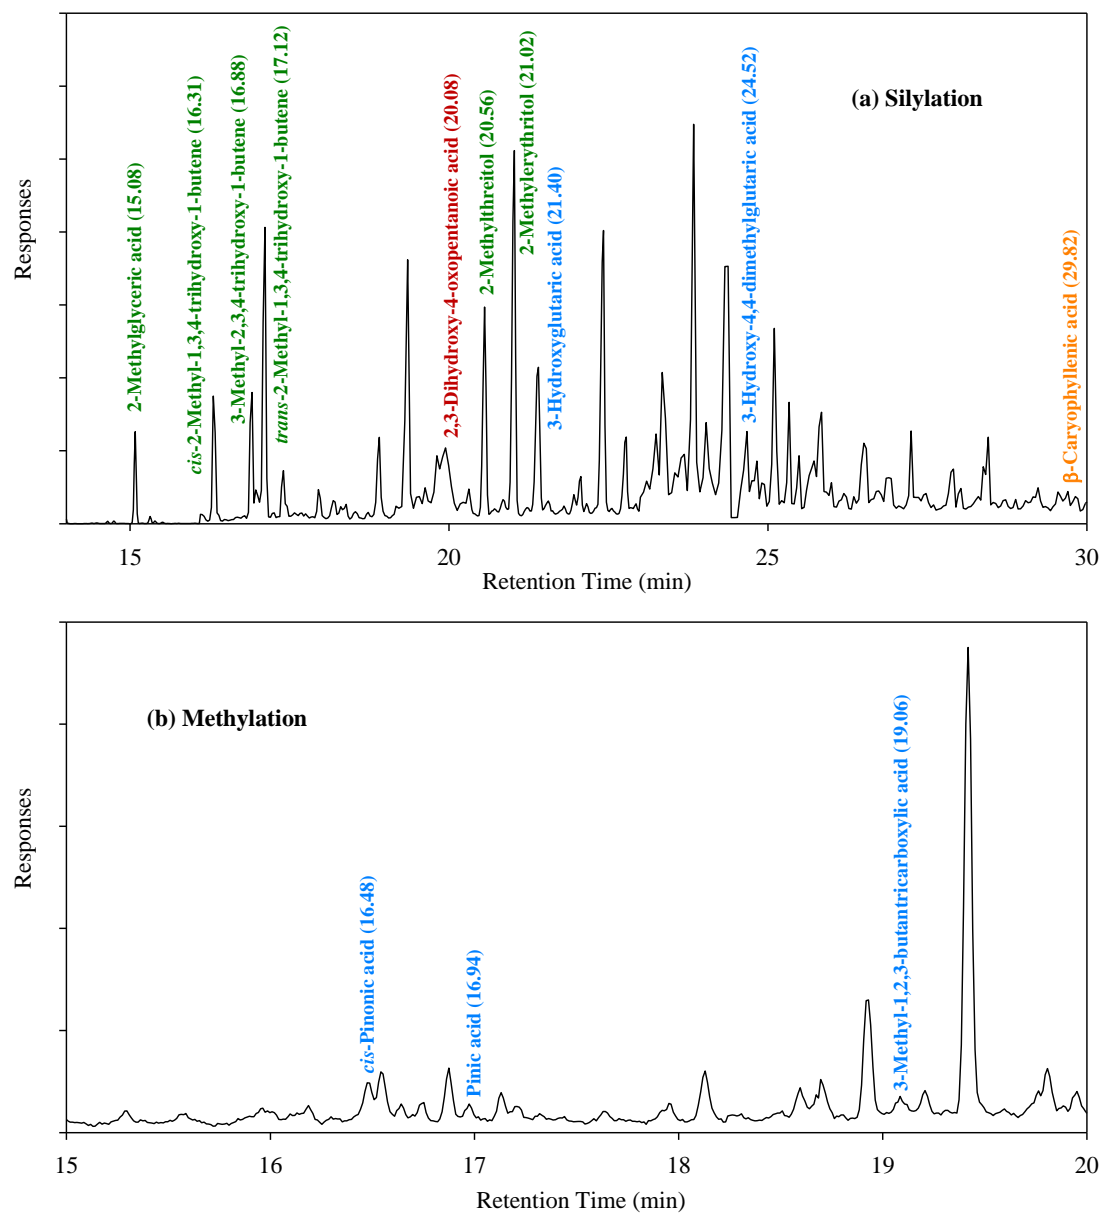 (a) Silylation
Responses
2-Methylglyceric acid (15.08)
cis-2-Methyl-1,3,4-trihydroxy-1-butene (16.31)
3-Methyl-2,3,4-trihydroxy-1-butene (16.88)
trans-2-Methyl-1,3,4-trihydroxy-1-butene (17.12)
2,3-Dihydroxy-4-oxopentanoic acid (20.08)
2-Methylthreitol (20.56)
2-Methylerythritol (21.02)
3-Hydroxyglutaric acid (21.40)
3-Hydroxy-4,4-dimethylglutaric acid (24.52)
β-Caryophyllenic acid (29.82)
15 20 25 30
Retention Time (min)
(b) Methylation
Responses
cis-Pinonic acid (16.48)
Pinic acid (16.94)
3-Methyl-1,2,3-butantricarboxylic acid (19.06)
15 16 17 18 19 20
Retention Time (min)